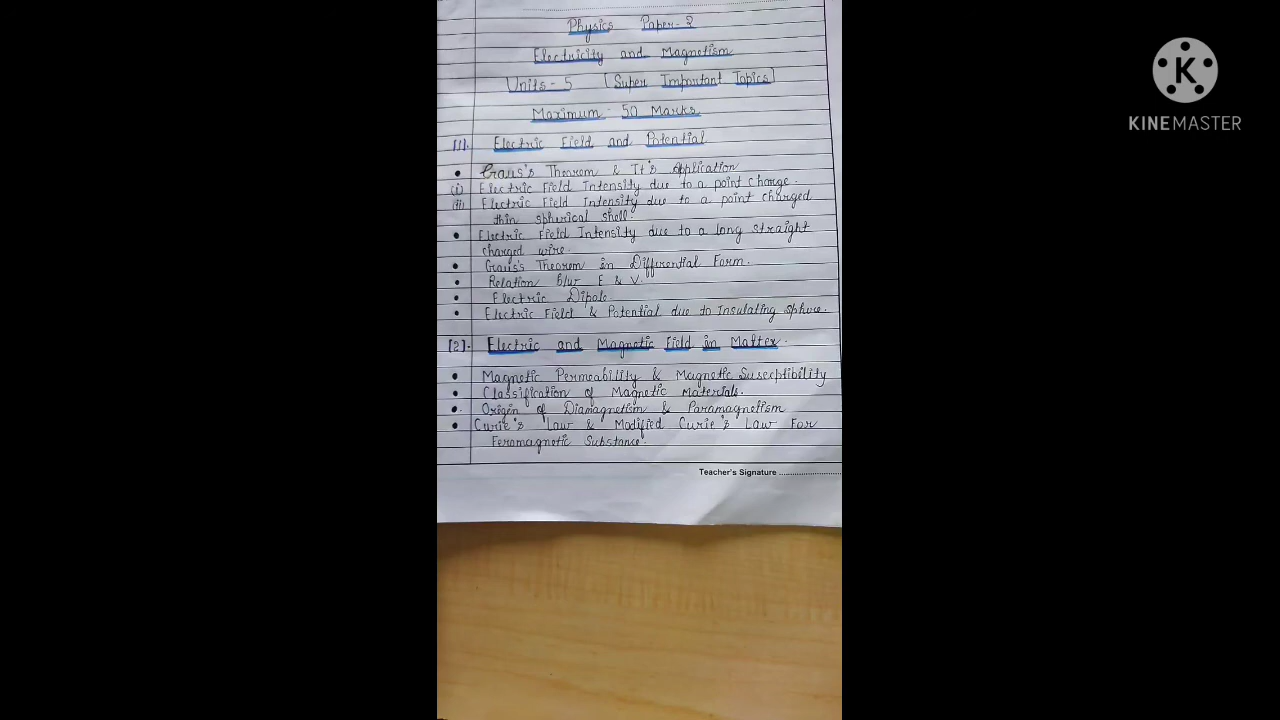 Physics Paper-2
Electricity and Magnetism
Units-5 [Super Important Topics]
Maximum - 50 Marks.
[1]. Electric Field and Potential
• Gauss's Theorem & It's Application
(i) Electric Field Intensity due to a point charge.
(ii) Electric Field Intensity due to a point charged
thin spherical shell.
• Electric Field Intensity due to a long straight
charged wire.
• Gauss's Theorem in Differential Form.
• Relation b/w E & V.
• Electric Dipole.
• Electric Field & Potential due to Insulating Sphere.
[2]. Electric and Magnetic Field in Matter.
• Magnetic Permeability & Magnetic Susceptibility
• Classification of Magnetic Materials.
• Origin of Diamagnetism & Paramagnetism
• Curie's Law & Modified Curie's Law For
Feromagnetic Substance.
Teacher's Signature ....................
K
KINEMASTER